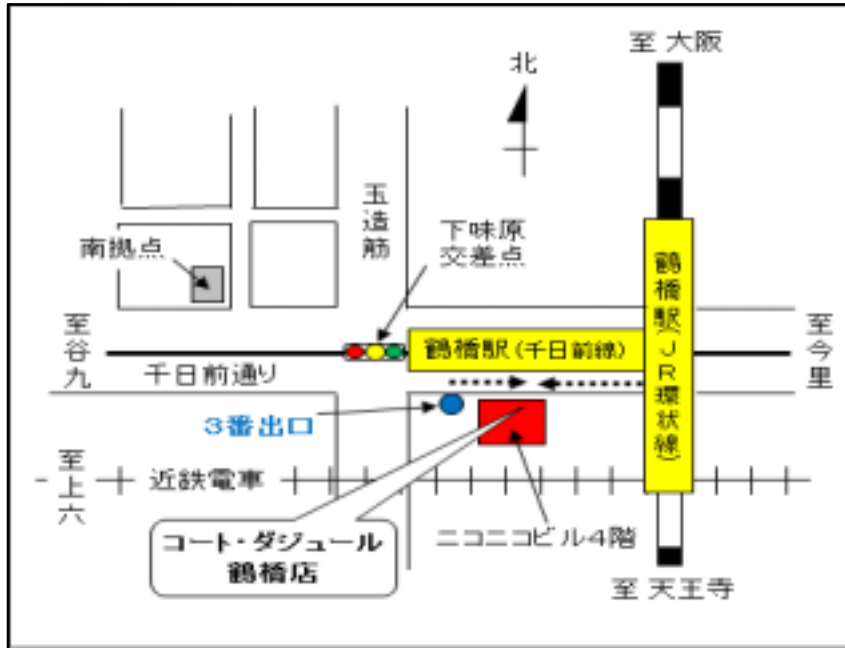 至 大阪
北
玉造筋
下味原
交差点
南拠点
鶴橋駅(JR環状線)
至谷九
鶴橋駅(千日前線)
至今里
千日前通り
3番出口
至上六
近鉄電車
コート・ダジュール
鶴橋店
ニコニコビル4階
至 天王寺